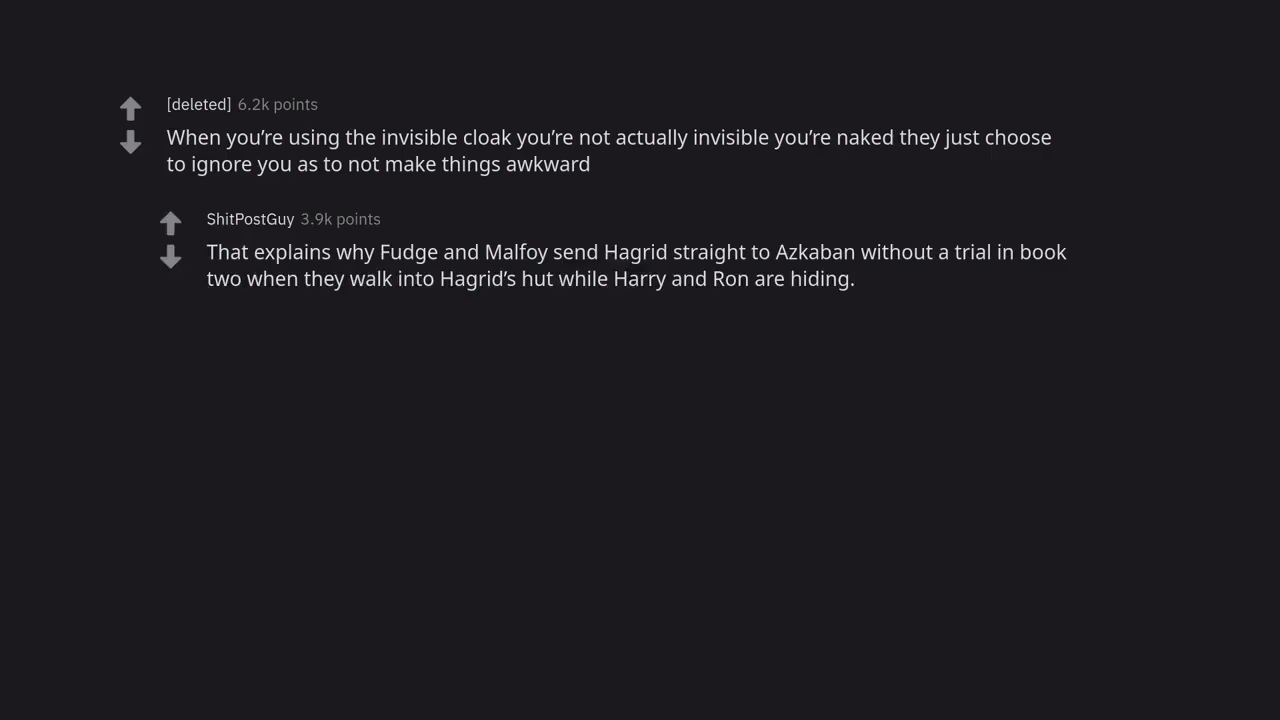 [deleted] 6.2k points
When you’re using the invisible cloak you’re not actually invisible you’re naked they just choose
to ignore you as to not make things awkward
ShitPostGuy 3.9k points
That explains why Fudge and Malfoy send Hagrid straight to Azkaban without a trial in book
two when they walk into Hagrid’s hut while Harry and Ron are hiding.